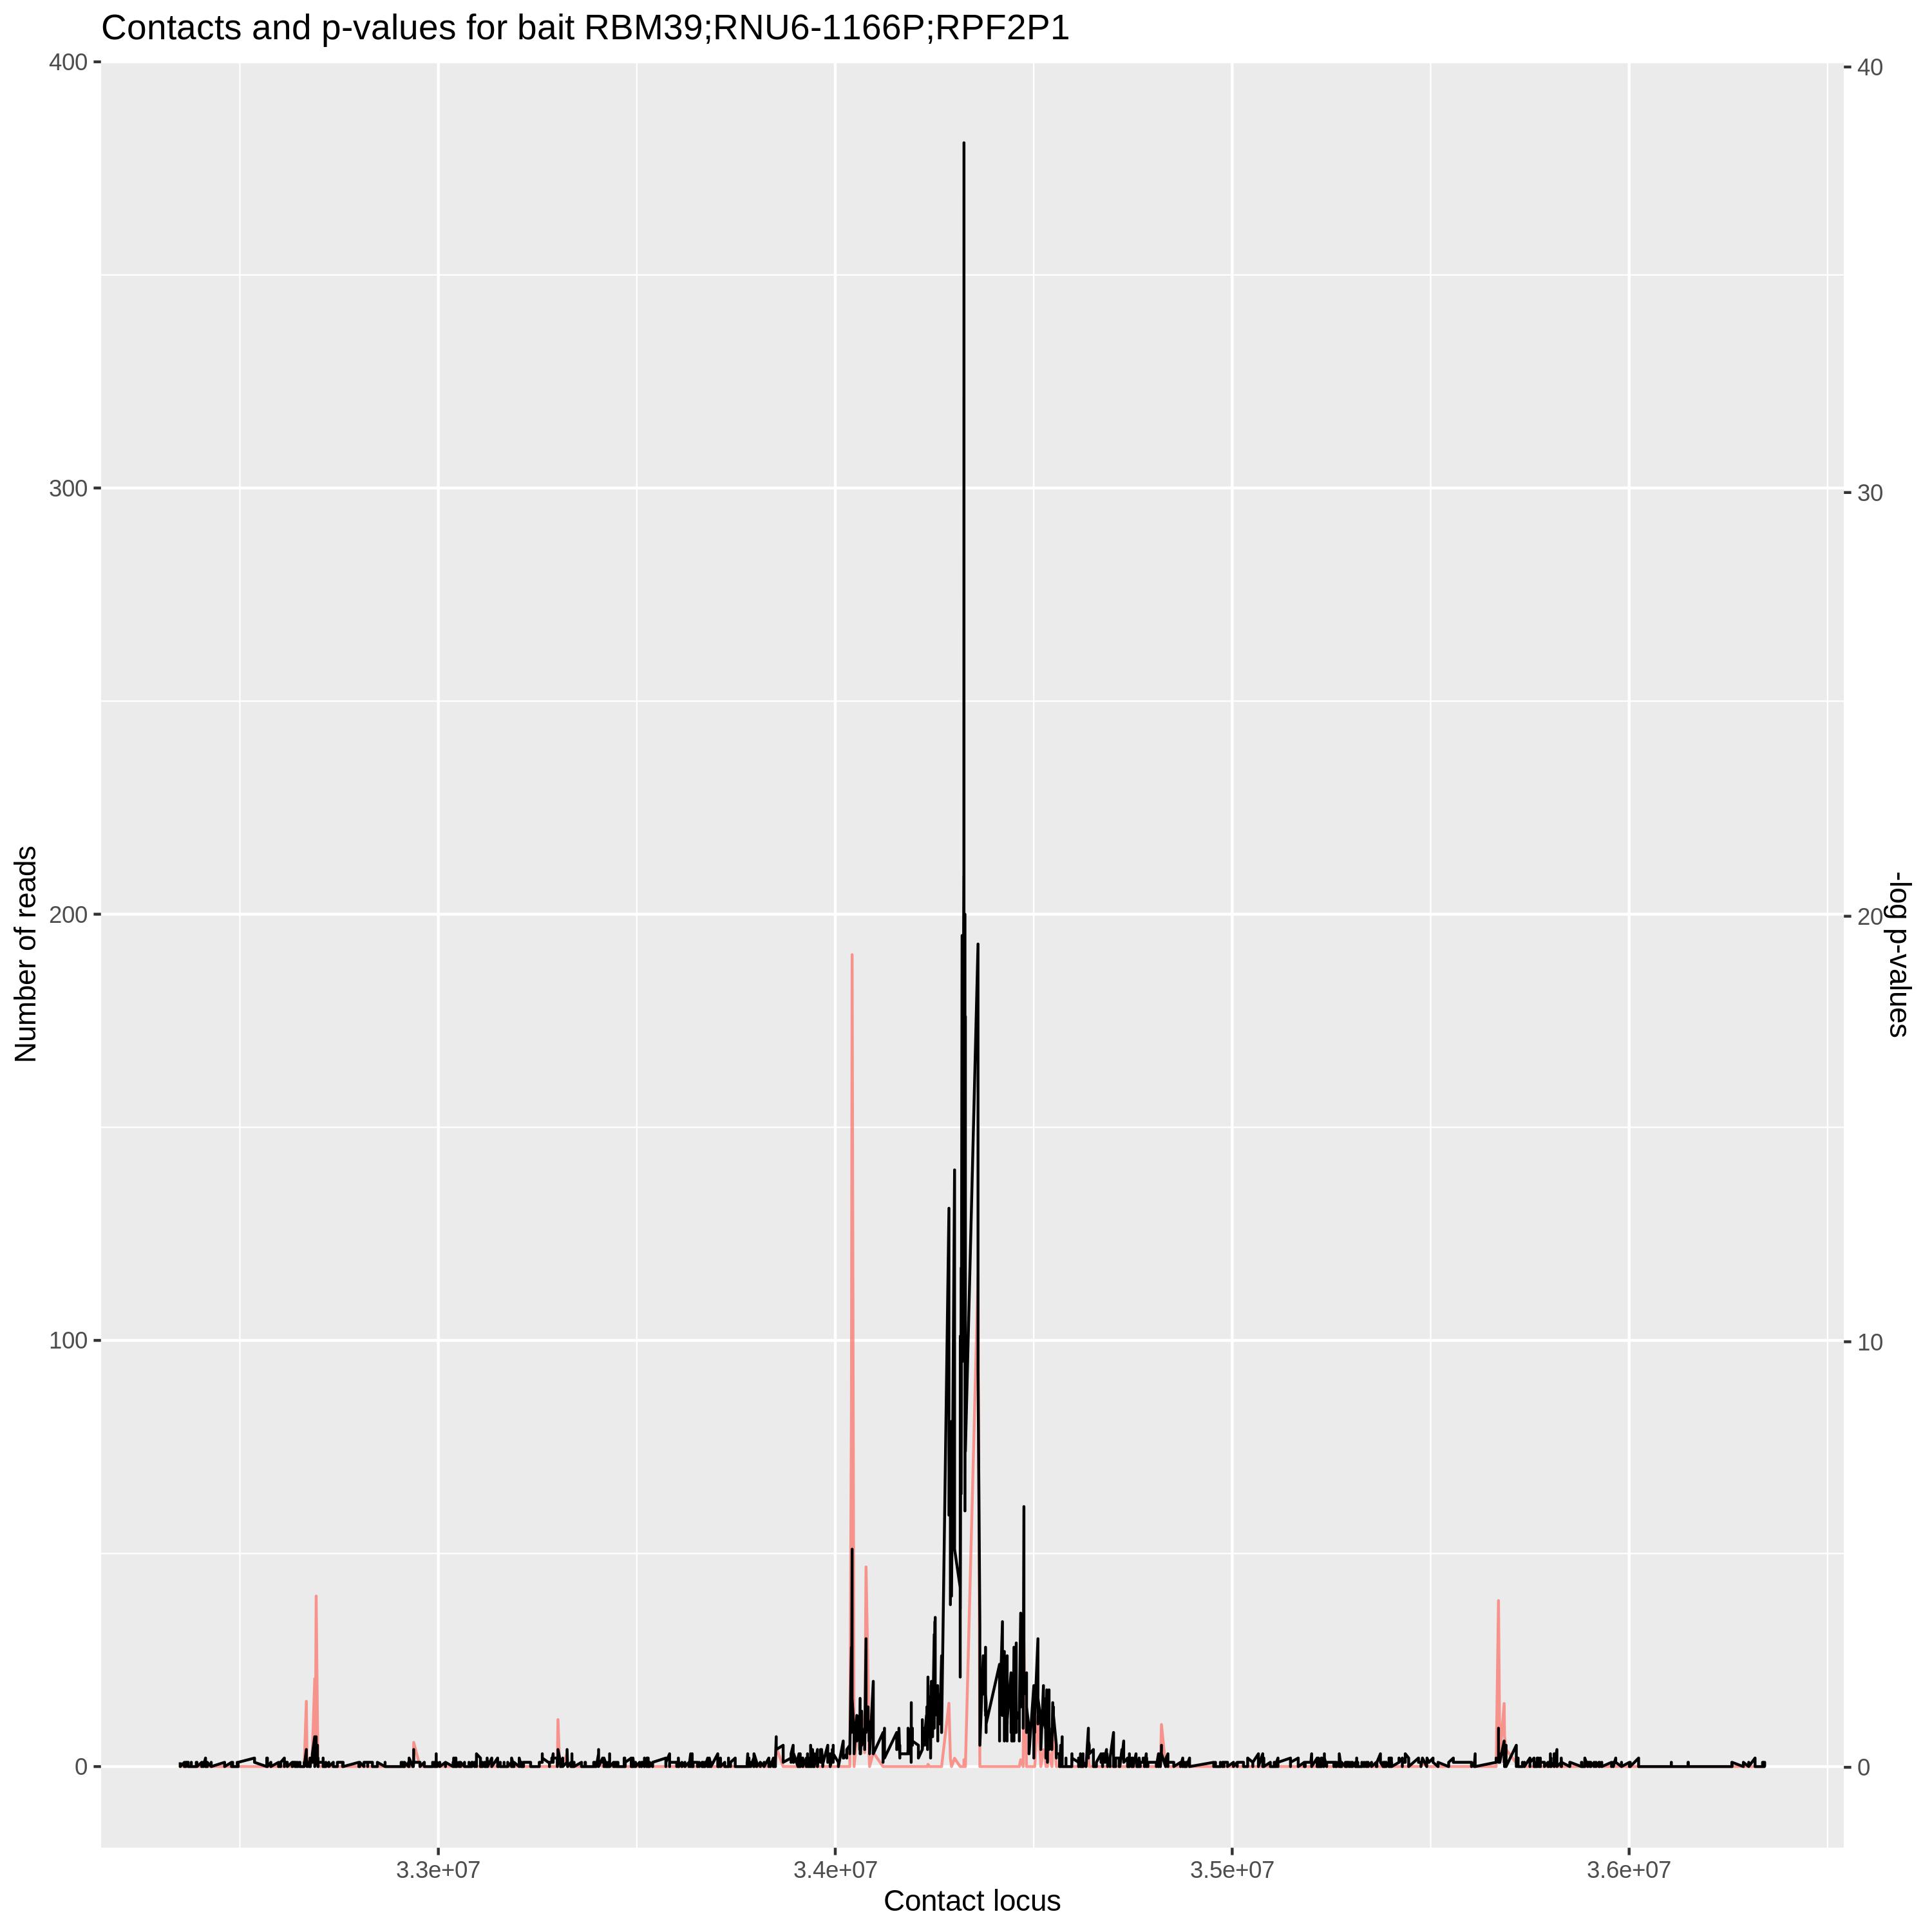 Contacts and p-values for bait RBM39;RNU6-1166P;RPF2P1
400
300
200
100
0
40
30
20
10
0
Number of reads
-log p-values
3.3e+07
3.4e+07
3.5e+07
3.6e+07
Contact locus